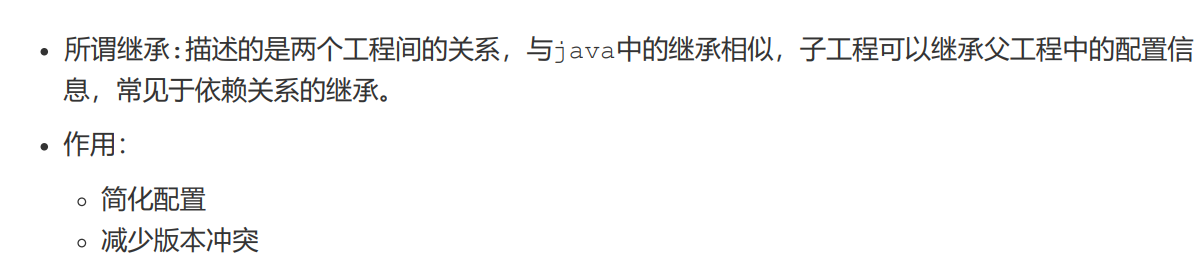 所谓继承:描述的是两个工程间的关系，与java中的继承相似，子工程可以继承父工程中的配置信
息，常见于依赖关系的继承。
作用：
简化配置
减少版本冲突